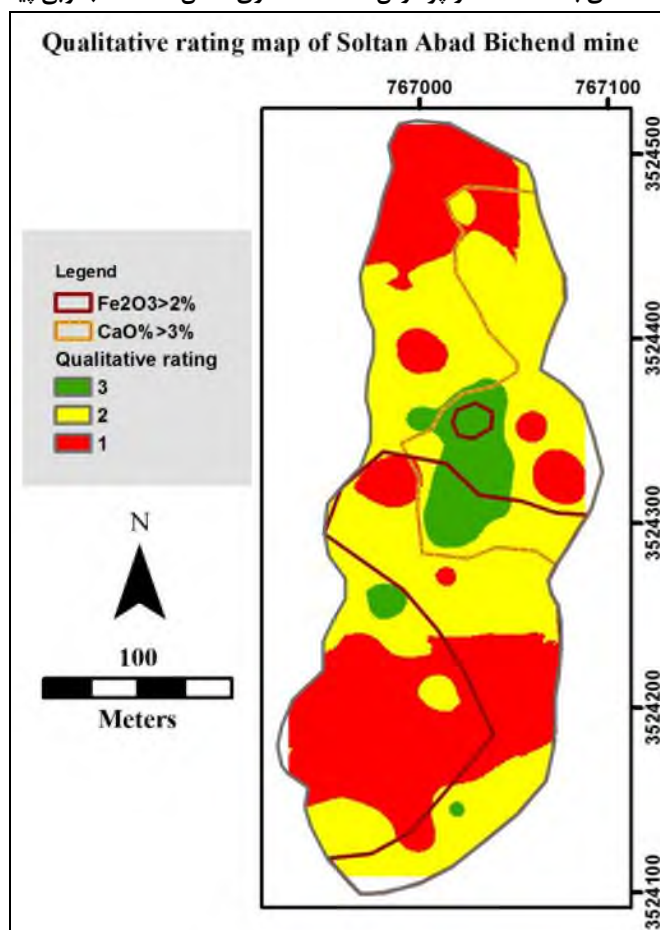 Qualitative rating map of Soltan Abad Bichend mine
767000 767100
3524500
3524400
3524300
3524200
3524100
Legend
Fe2O3>2%
CaO%>3%
Qualitative rating
3
2
1
N
100
Meters